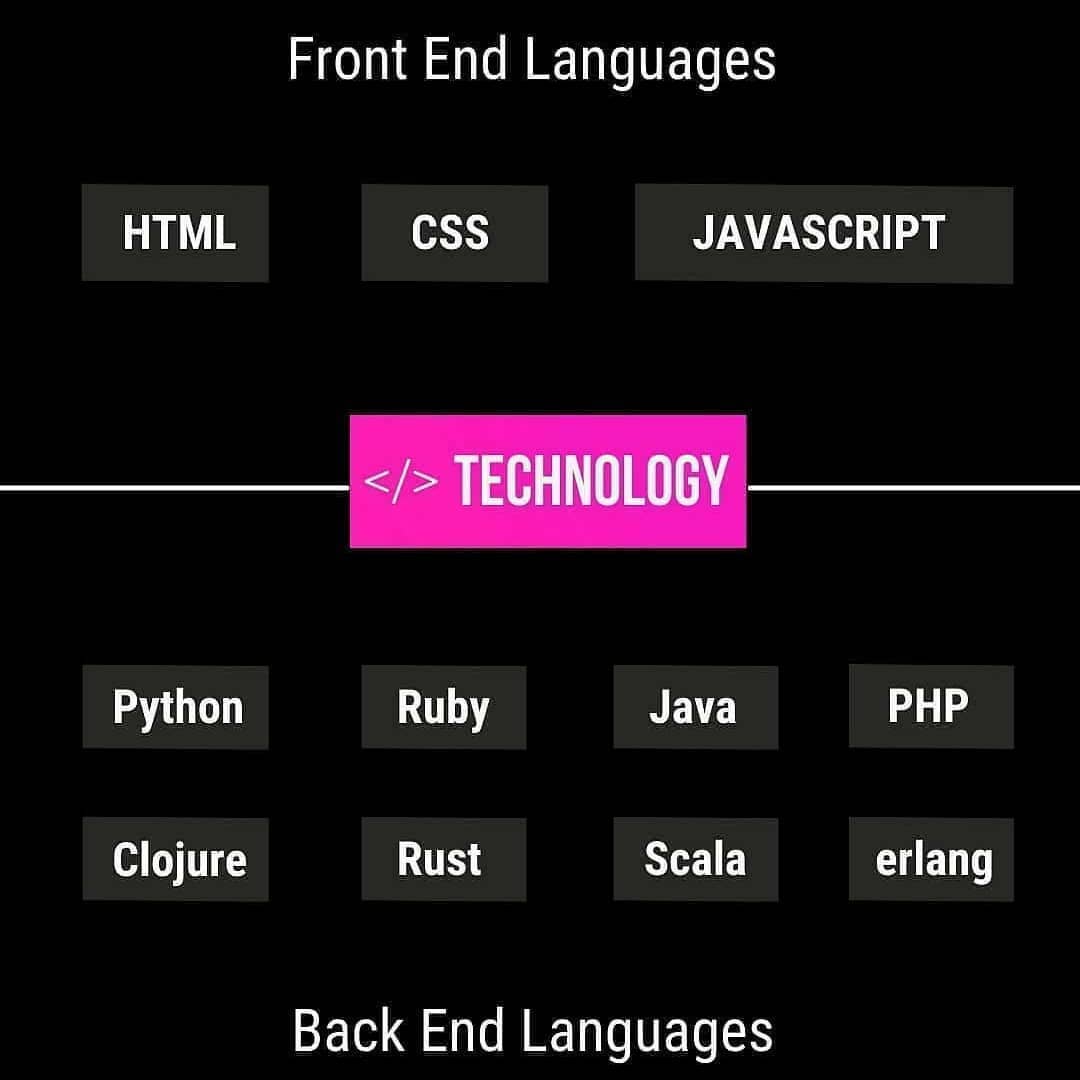 Front End Languages
HTML CSS JAVASCRIPT
</> TECHNOLOGY
Python Ruby Java PHP
Clojure Rust Scala erlang
Back End Languages